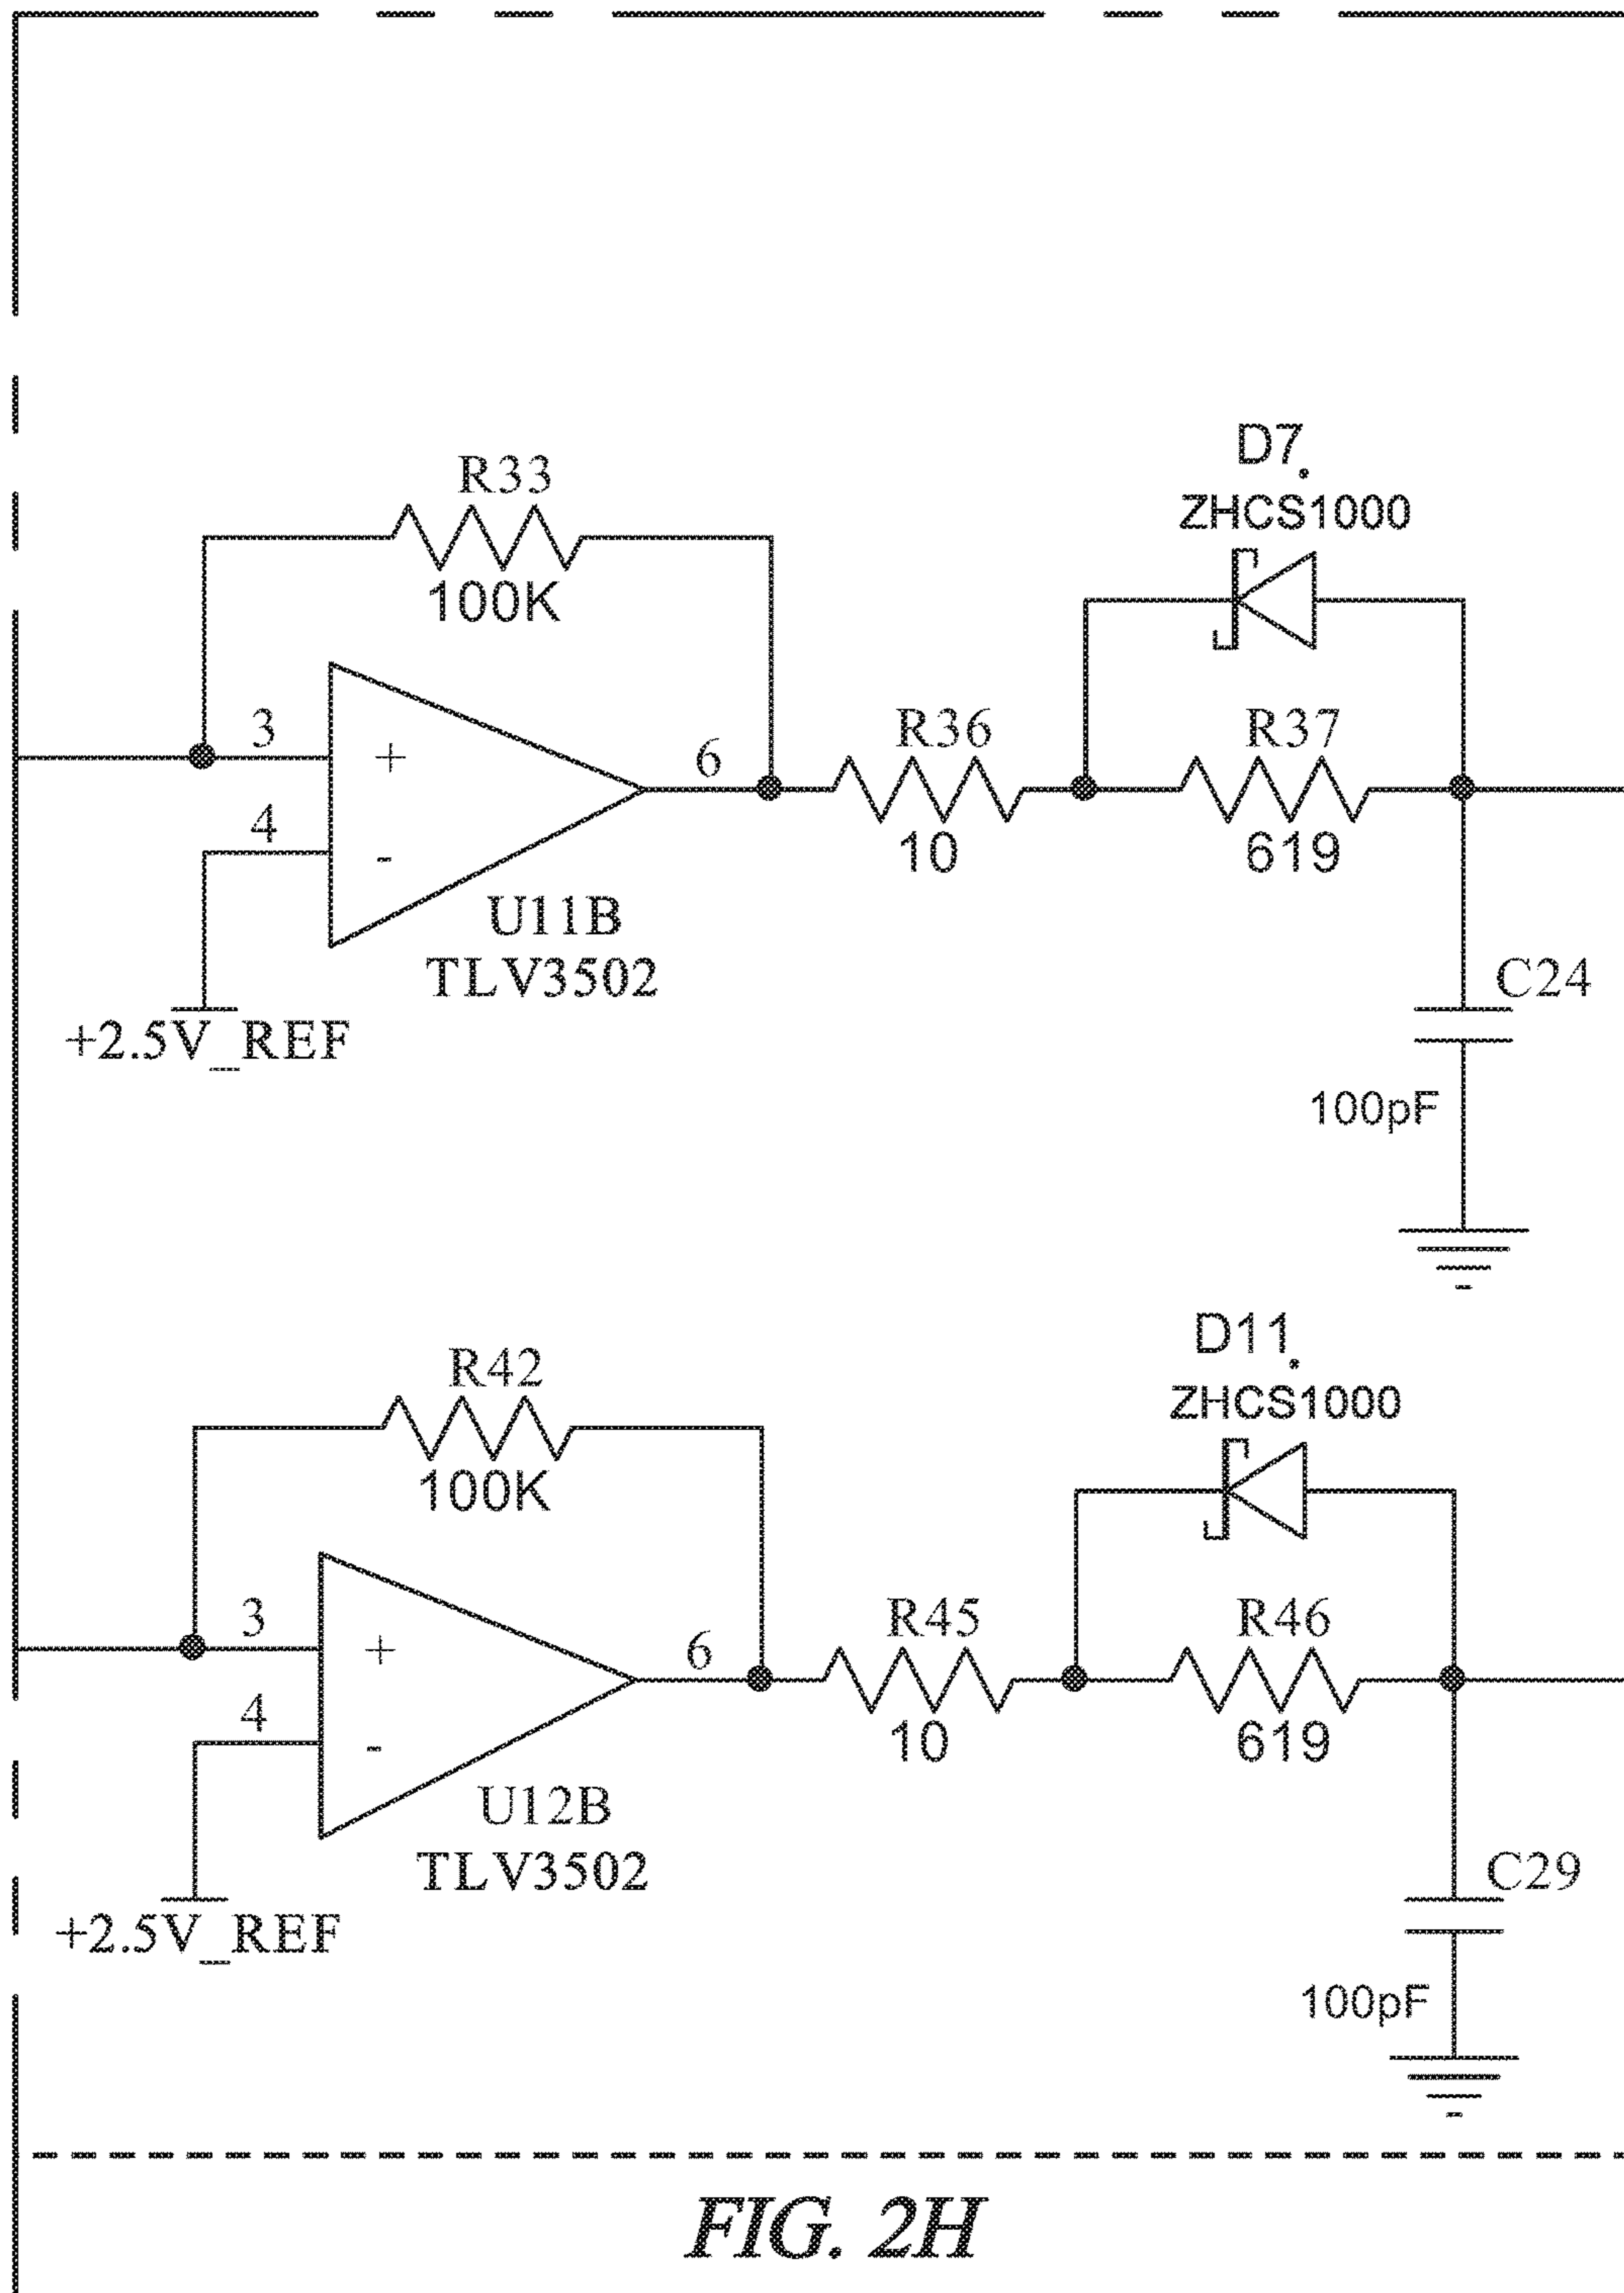 D7
ZHCS1000
R33
100K
3
+
6
R36
10
R37
619
4
-
U11B
TLV3502
+2.5V_REF
C24
100pF
D11
ZHCS1000
R42
100K
3
+
6
R45
10
R46
619
4
-
U12B
TLV3502
+2.5V_REF
C29
100pF
FIG. 2H